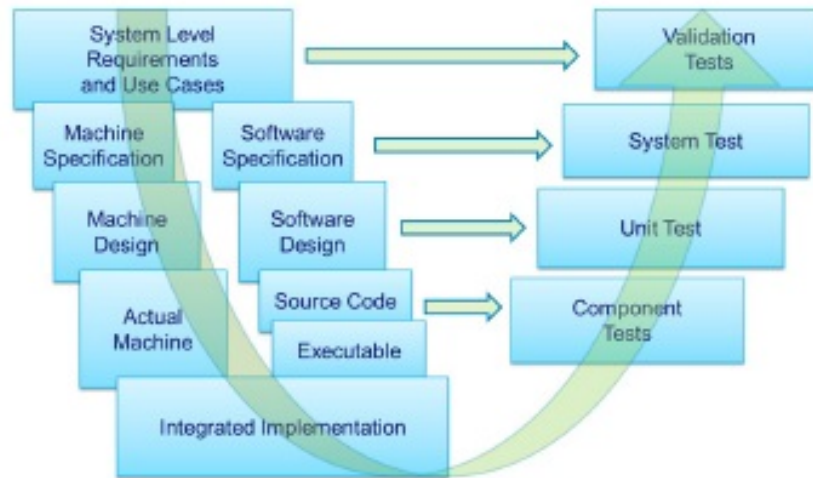 System Level
Requirements
and Use Cases
Validation
Tests
Machine
Specification
Software
Specification
System Test
Machine
Design
Software
Design
Unit Test
Actual
Machine
Source Code
Executable
Component
Tests
Integrated Implementation